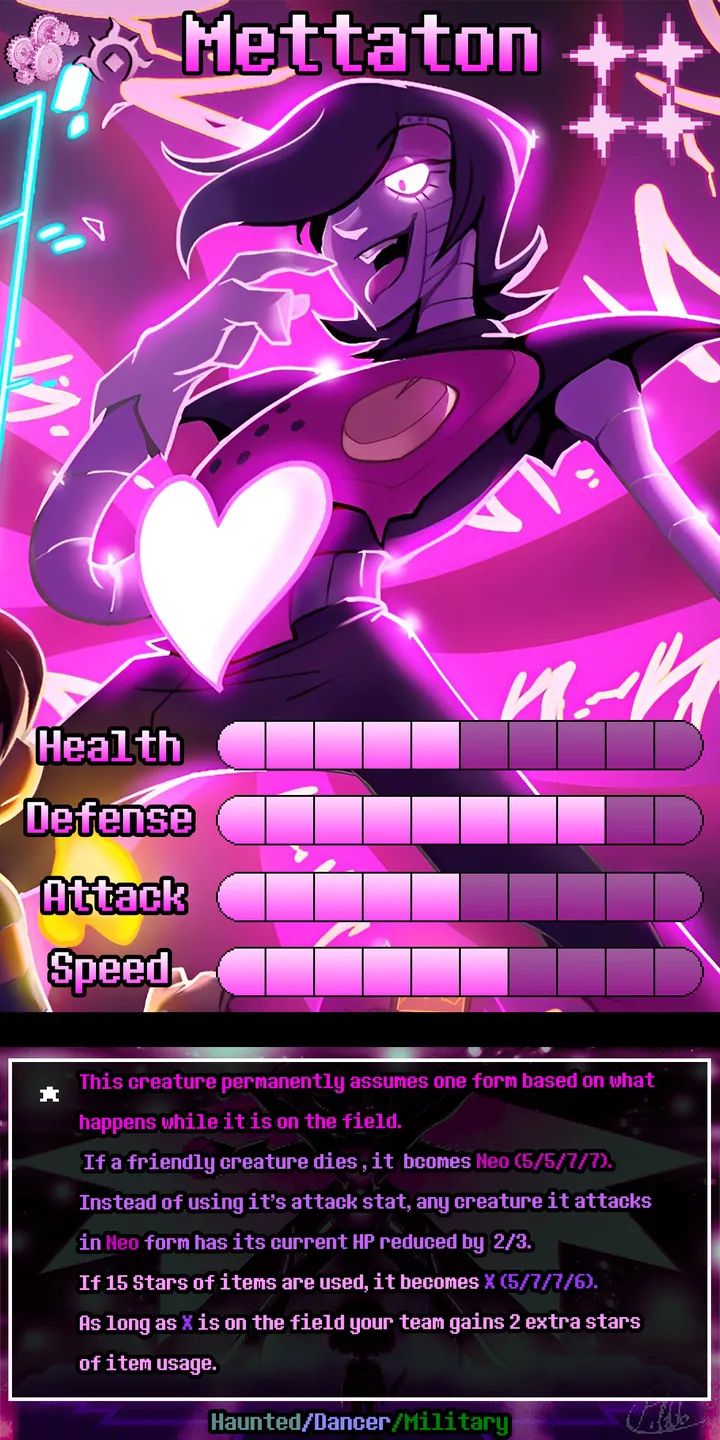 Mettaton
Health
Defense
Attack
Speed
This creature permanently assumes one form based on what
happens while it is on the field.
If a friendly creature dies , it bcomes Neo (5/5/7/7).
Instead of using it's attack stat, any creature it attacks
in Neo form has its current HP reduced by 2/3.
If 15 Stars of items are used, it becomes X (5/7/7/6).
As long as X is on the field your team gains 2 extra stars
of item usage.
Haunted/Dancer/Military